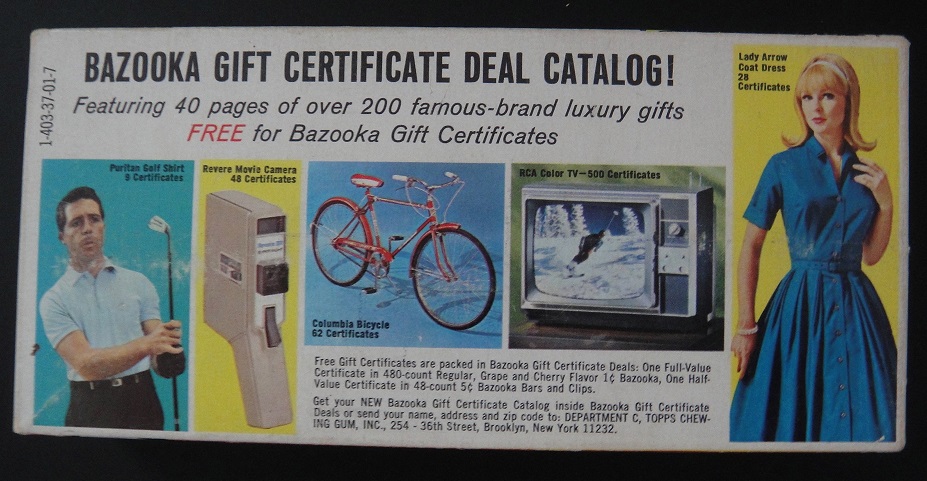 BAZOOKA GIFT CERTIFICATE DEAL CATALOG!
Featuring 40 pages of over 200 famous-brand luxury gifts
FREE for Bazooka Gift Certificates
1-403-37-01-7
Puritan Golf Shirt
9 Certificates
Revere Movie Camera
48 Certificates
Columbia Bicycle
62 Certificates
RCA Color TV—500 Certificates
Lady Arrow
Coat Dress
28
Certificates
Free Gift Certificates are packed in Bazooka Gift Certificate Deals: One Full-Value
Certificate in 480-count Regular, Grape and Cherry Flavor 1¢ Bazooka, One Half-
Value Certificate in 48-count 5¢ Bazooka Bars and Clips.
Get your NEW Bazooka Gift Certificate Catalog inside Bazooka Gift Certificate
Deals or send your name, address and zip code to: DEPARTMENT C, TOPPS CHEW-
ING GUM, INC., 254 - 36th Street, Brooklyn, New York 11232.